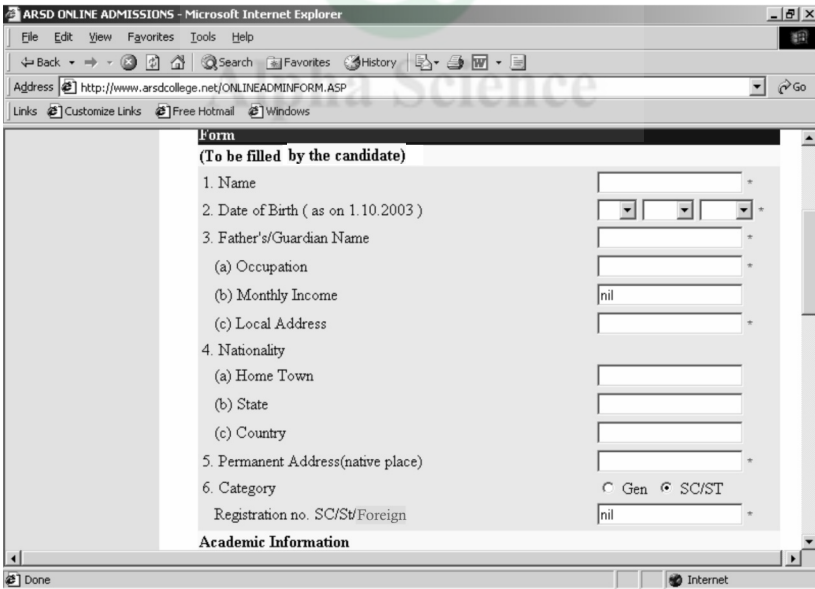 ARSD ONLINE ADMISSIONS - Microsoft Internet Explorer
File Edit View Favorites Tools Help
Back Search Favorites History
Address http://www.arsdcollege.net/ONLINEADMINFORM.ASP Go
Links Customize Links Free Hotmail Windows
Alpha Science
Form
(To be filled by the candidate)
1. Name *
2. Date of Birth ( as on 1.10.2003 ) *
3. Father's/Guardian Name *
(a) Occupation *
(b) Monthly Income nil
(c) Local Address *
4. Nationality
(a) Home Town
(b) State
(c) Country
5. Permanent Address(native place) *
6. Category Gen SC/ST
Registration no. SC/St/Foreign nil *
Academic Information
Done Internet